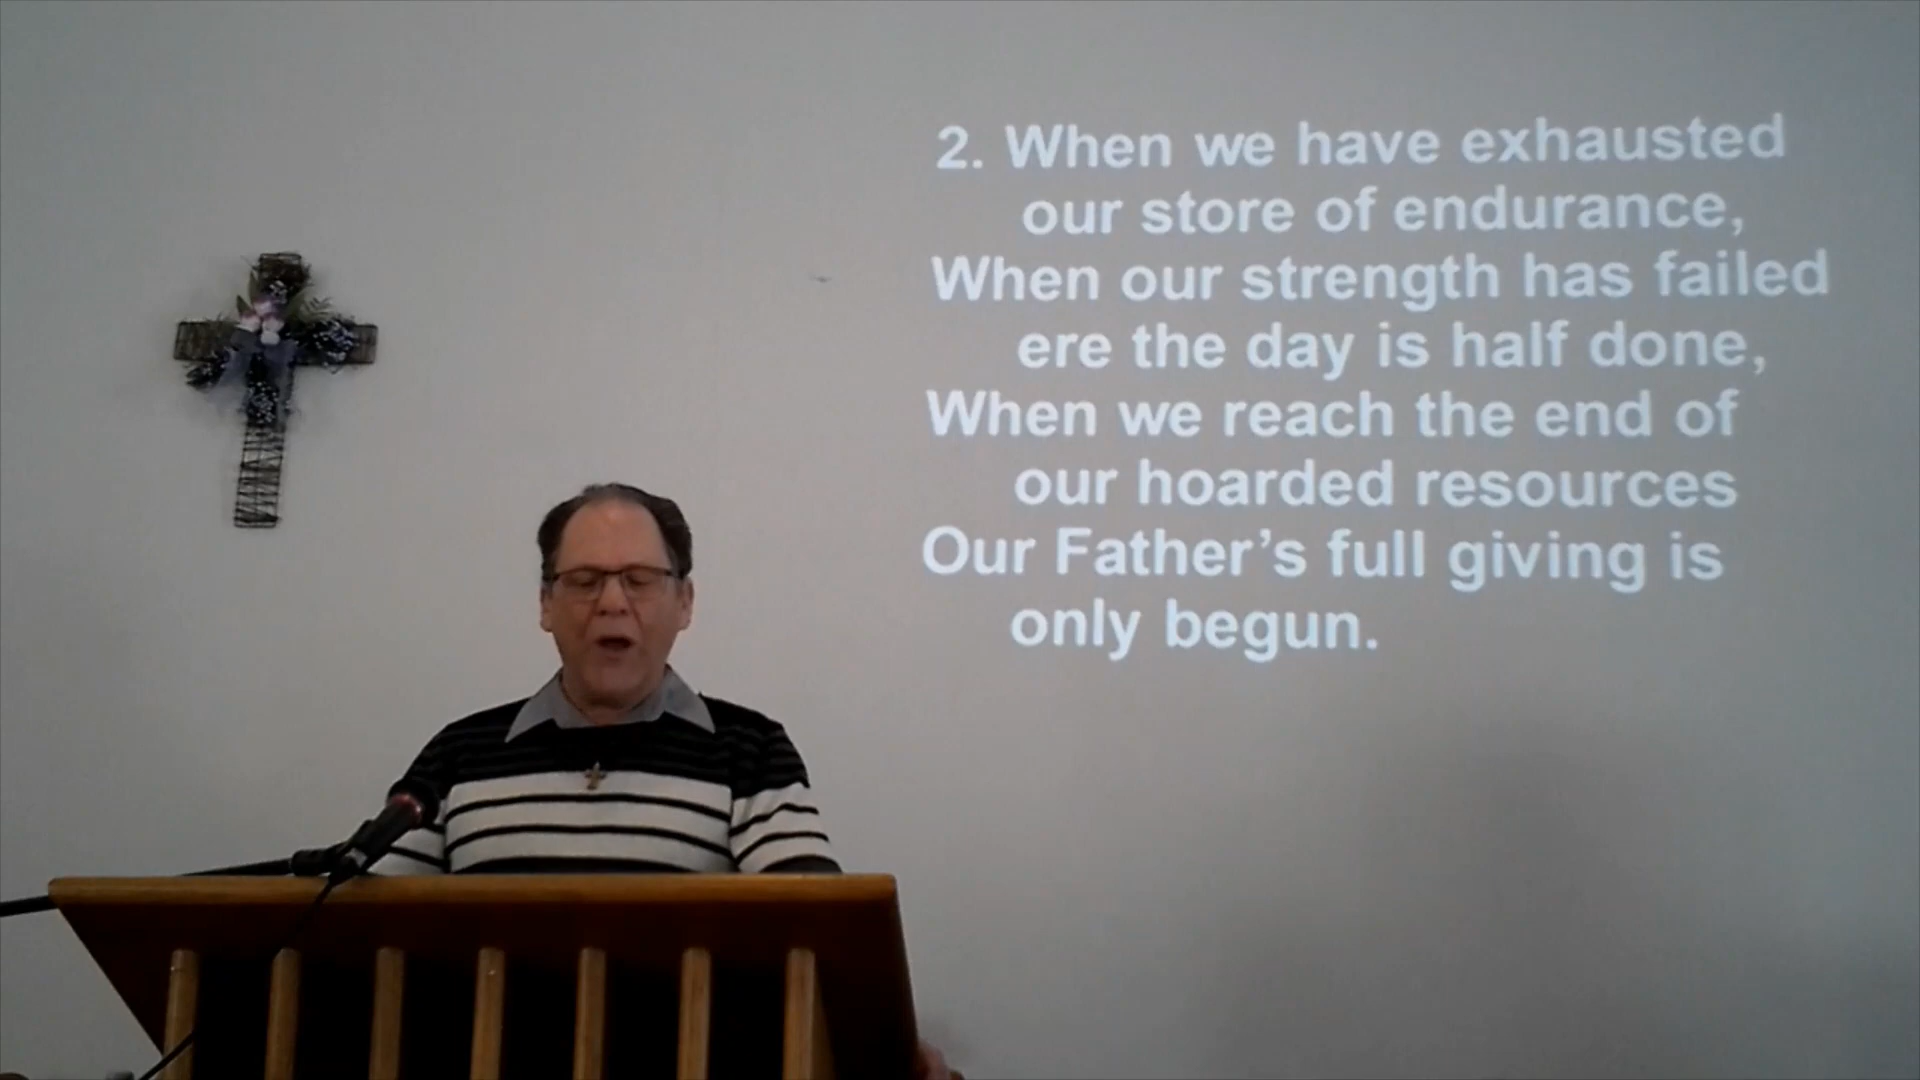 2. When we have exhausted
our store of endurance,
When our strength has failed
ere the day is half done,
When we reach the end of
our hoarded resources
Our Father’s full giving is
only begun.